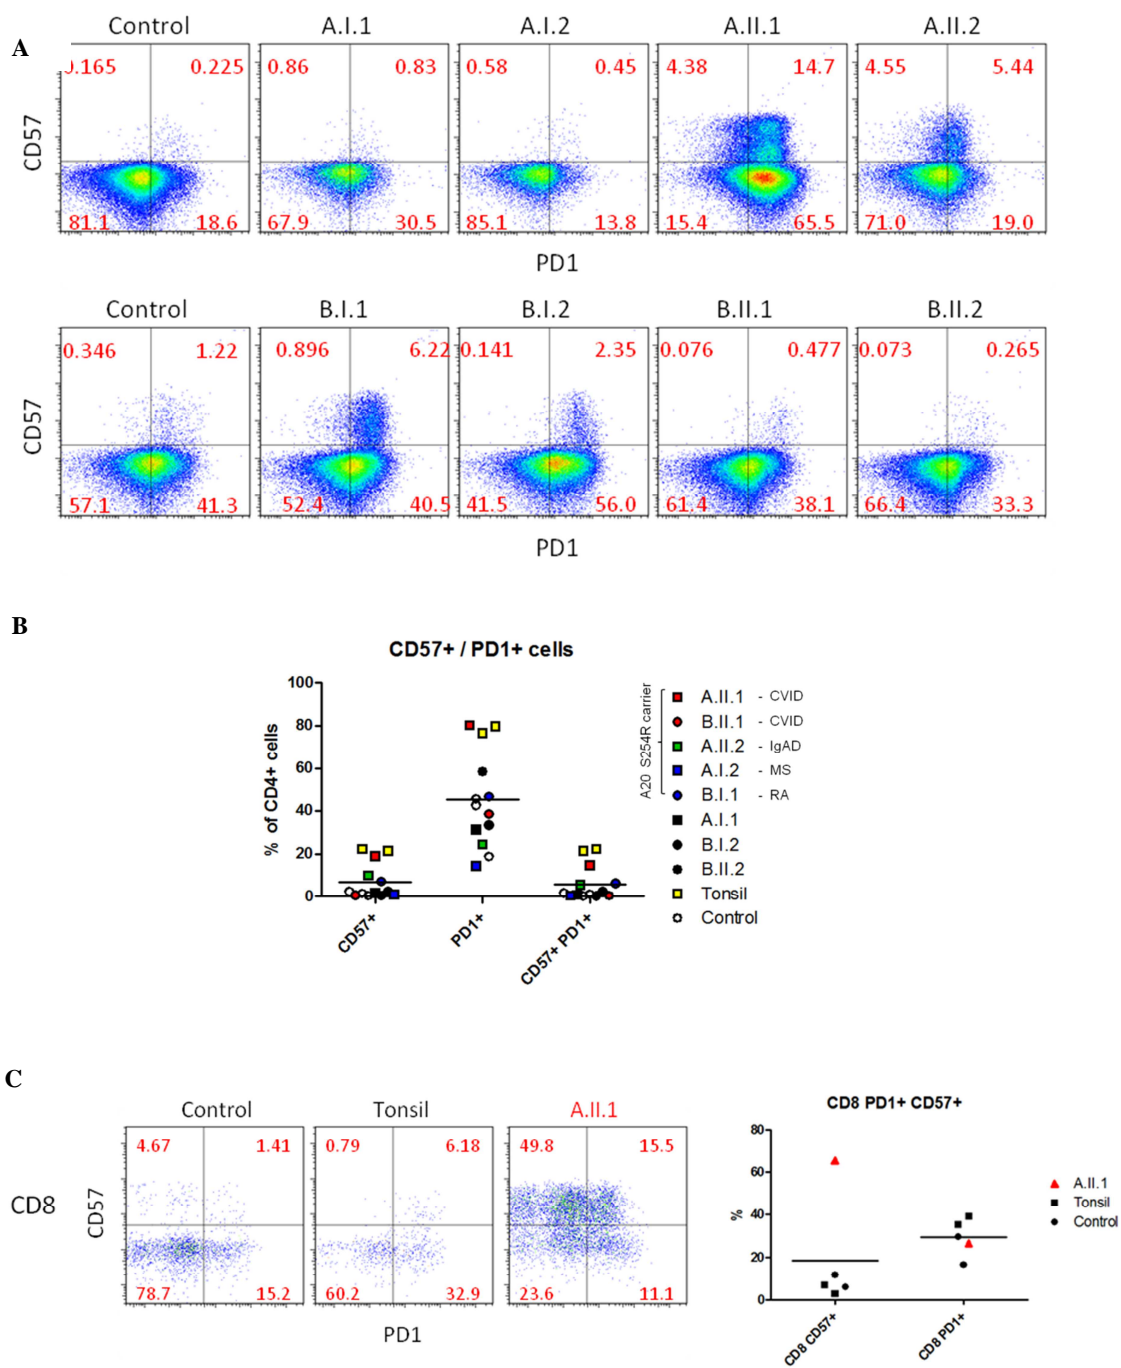 A
Control A.I.1 A.I.2 A.II.1 A.II.2
0.165 0.225 0.86 0.83 0.58 0.45 4.38 14.7 4.55 5.44
CD57
81.1 18.6 67.9 30.5 85.1 13.8 15.4 65.5 71.0 19.0
PD1
Control B.I.1 B.I.2 B.II.1 B.II.2
0.346 1.22 0.896 6.22 0.141 2.35 0.076 0.477 0.073 0.265
CD57
57.1 41.3 52.4 40.5 41.5 56.0 61.4 38.1 66.4 33.3
PD1
B
CD57+ / PD1+ cells
% of CD4+ cells
100
80
60
40
20
0
CD57+ PD1+ CD57+ PD1+
A20 S254R carrier
A.II.1 - CVID
B.II.1 - CVID
A.II.2 - IgAD
A.I.2 - MS
B.I.1 - RA
A.I.1
B.I.2
B.II.2
Tonsil
Control
C
Control Tonsil A.II.1
4.67 1.41 0.79 6.18 49.8 15.5
CD8
CD57
78.7 15.2 60.2 32.9 23.6 11.1
PD1
CD8 PD1+ CD57+
%
80
60
40
20
0
CD8 CD57+ CD8 PD1+
A.II.1
Tonsil
Control